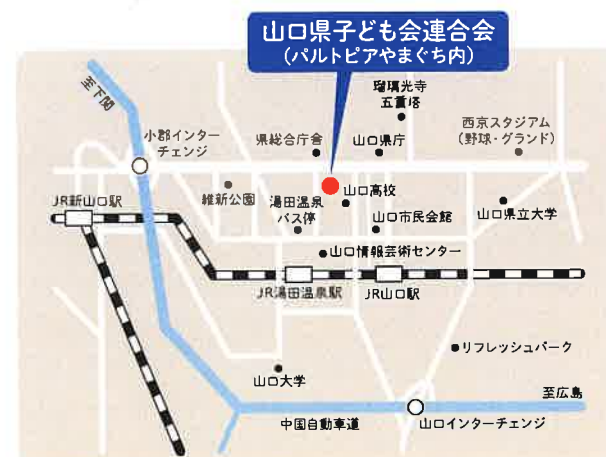 山口県子ども会連合会
(パルトピアやまぐち内)
至下関
瑠璃光寺
五重塔
小郡インター
チェンジ
県総合庁舎
山口県庁
西京スタジアム
(野球・グランド)
維新公園
湯田温泉
バス停
山口高校
JR新山口駅
山口市民会館
山口県立大学
山口情報芸術センター
JR湯田温泉駅
JR山口駅
リフレッシュパーク
山口大学
至広島
中国自動車道
山口インターチェンジ